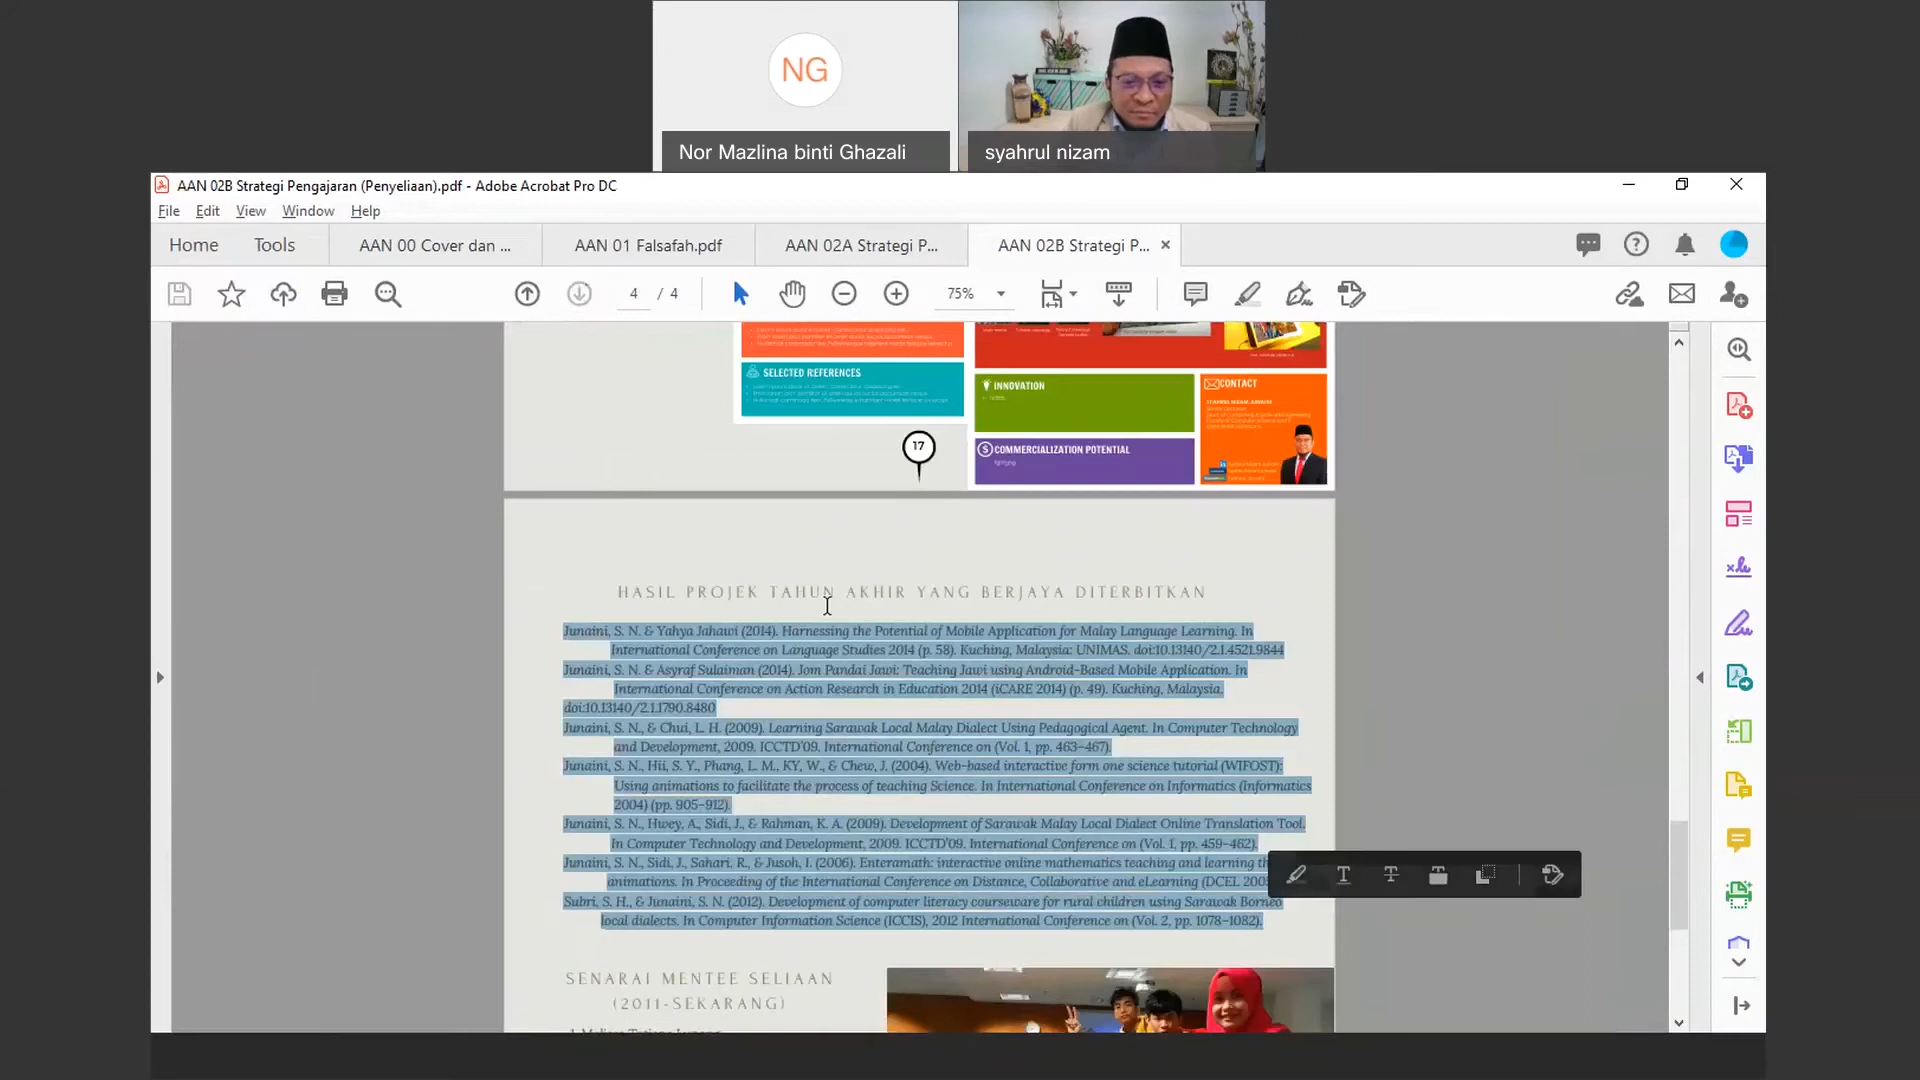 NG
Nor Mazlina binti Ghazali
syahrul nizam
AAN 02B Strategi Pengajaran (Penyeliaan).pdf - Adobe Acrobat Pro DC
File Edit View Window Help
Home Tools AAN 00 Cover dan ... AAN 01 Falsafah.pdf AAN 02A Strategi P... AAN 02B Strategi P...
4 / 4 75%
SELECTED REFERENCES
INNOVATION
CONTACT
COMMERCIALIZATION POTENTIAL
17
HASIL PROJEK TAHUN AKHIR YANG BERJAYA DITERBITKAN
Junaini, S. N. & Yahya Jahawi (2014). Harnessing the Potential of Mobile Application for Malay Language Learning. In
International Conference on Language Studies 2014 (p. 58). Kuching, Malaysia: UNIMAS. doi:10.13140/2.1.4521.9844
Junaini, S. N. & Asyraf Sulaiman (2014). Jom Pandai Jawi: Teaching Jawi using Android-Based Mobile Application. In
International Conference on Action Research in Education 2014 (iCARE 2014) (p. 49). Kuching, Malaysia.
doi:10.13140/2.1.1790.8480
Junaini, S. N., & Chui, L. H. (2009). Learning Sarawak Local Malay Dialect Using Pedagogical Agent. In Computer Technology
and Development, 2009. ICCTD'09. International Conference on (Vol. 1, pp. 463–467).
Junaini, S. N., Hii, S. Y., Phang, L. M., KY, W., & Chew, J. (2004). Web-based interactive form one science tutorial (WIFOST):
Using animations to facilitate the process of teaching Science. In International Conference on Informatics (Informatics
2004) (pp. 905–912).
Junaini, S. N., Hwey, A., Sidi, J., & Rahman, K. A. (2009). Development of Sarawak Malay Local Dialect Online Translation Tool.
In Computer Technology and Development, 2009. ICCTD'09. International Conference on (Vol. 1, pp. 459–462).
Junaini, S. N., Sidi, J., Sahari, R., & Jusoh, I. (2006). Enteramath: interactive online mathematics teaching and learning th
animations. In Proceeding of the International Conference on Distance, Collaborative and eLearning (DCEL 2005
Subri, S. H., & Junaini, S. N. (2012). Development of computer literacy courseware for rural children using Sarawak Borneo
local dialects. In Computer Information Science (ICCIS), 2012 International Conference on (Vol. 2, pp. 1078–1082).
SENARAI MENTEE SELIAAN
(2011-SEKARANG)